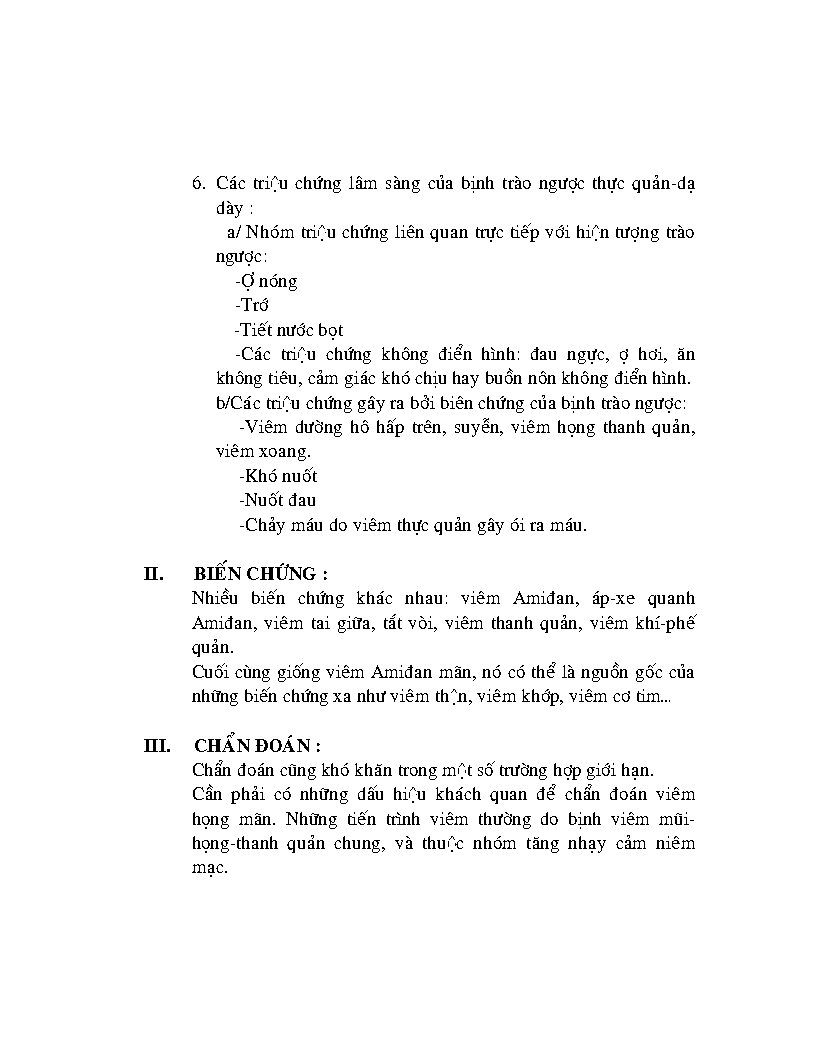 6. Các triệu chứng lâm sàng của bịnh trào ngược thực quản-dạ
dày :
a/ Nhóm triệu chứng liên quan trực tiếp với hiện tượng trào
ngược:
-Ợ nóng
-Trớ
-Tiết nước bọt
-Các triệu chứng không điển hình: đau ngực, ợ hơi, ăn
không tiêu, cảm giác khó chịu hay buồn nôn không điển hình.
b/Các triệu chứng gây ra bởi biên chứng của bịnh trào ngược:
-Viêm đường hô hấp trên, suyễn, viêm họng thanh quản,
viêm xoang.
-Khó nuốt
-Nuốt đau
-Chảy máu do viêm thực quản gây ói ra máu.
II. BIẾN CHỨNG :
Nhiều biến chứng khác nhau: viêm Amiđan, áp-xe quanh
Amiđan, viêm tai giữa, tắt vòi, viêm thanh quản, viêm khí-phế
quản.
Cuối cùng giống viêm Amiđan mãn, nó có thể là nguồn gốc của
những biến chứng xa như viêm thận, viêm khớp, viêm cơ tim...
III. CHẨN ĐOÁN :
Chẩn đoán cũng khó khăn trong một số trường hợp giới hạn.
Cần phải có những dấu hiệu khách quan để chẩn đoán viêm
họng mãn. Những tiến trình viêm thường do bịnh viêm mũi-
họng-thanh quản chung, và thuộc nhóm tăng nhạy cảm niêm
mạc.